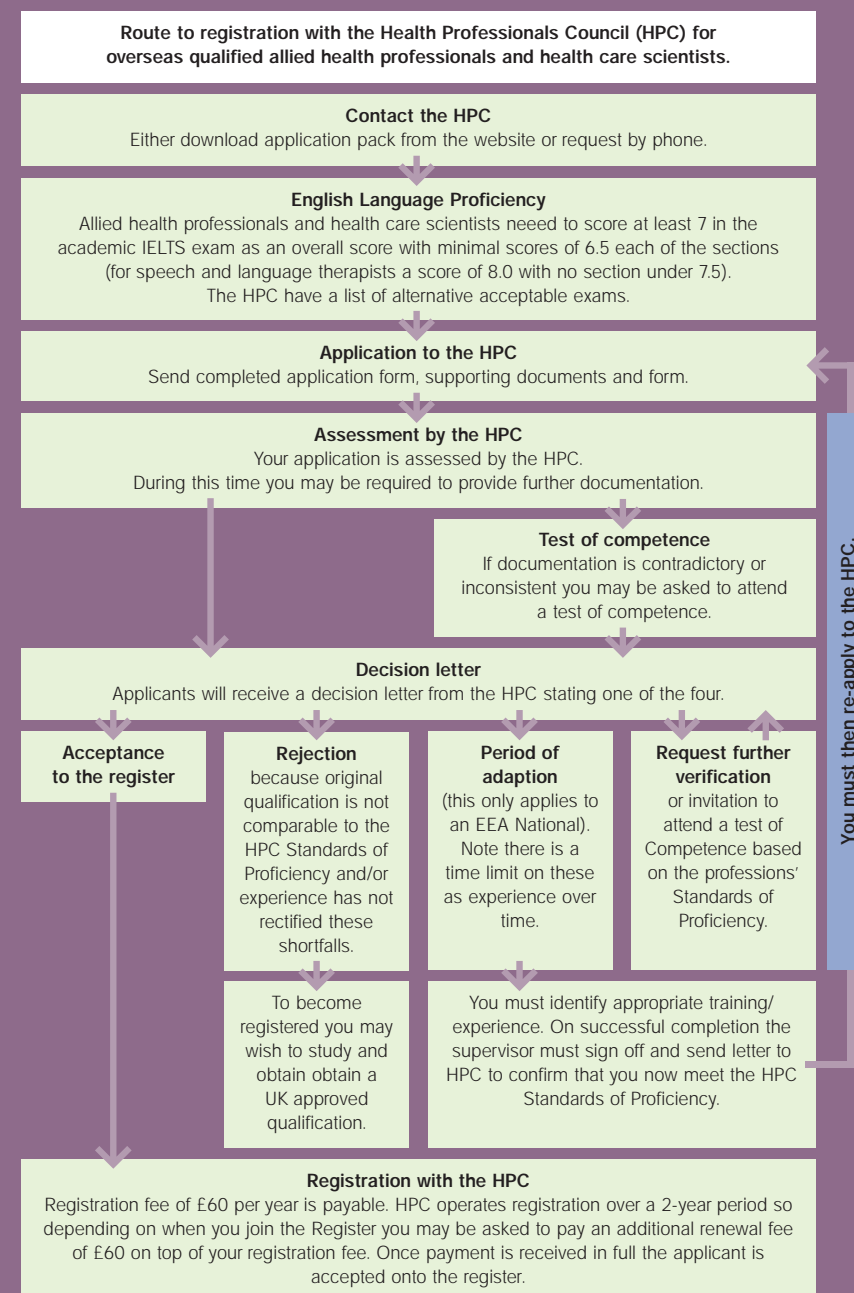 Route to registration with the Health Professionals Council (HPC) for
overseas qualified allied health professionals and health care scientists.
Contact the HPC
Either download application pack from the website or request by phone.
English Language Proficiency
Allied health professionals and health care scientists neeed to score at least 7 in the
academic IELTS exam as an overall score with minimal scores of 6.5 each of the sections
(for speech and language therapists a score of 8.0 with no section under 7.5).
The HPC have a list of alternative acceptable exams.
Application to the HPC
Send completed application form, supporting documents and form.
Assessment by the HPC
Your application is assessed by the HPC.
During this time you may be required to provide further documentation.
Test of competence
If documentation is contradictory or
inconsistent you may be asked to attend
a test of competence.
Decision letter
Applicants will receive a decision letter from the HPC stating one of the four.
Acceptance
to the register
Rejection
because original
qualification is not
comparable to the
HPC Standards of
Proficiency and/or
experience has not
rectified these
shortfalls.
Period of
adaption
(this only applies to
an EEA National).
Note there is a
time limit on these
as experience over
time.
Request further
verification
or invitation to
attend a test of
Competence based
on the professions'
Standards of
Proficiency.
You must then re-apply to the HPC.
To become
registered you may
wish to study and
obtain obtain a
UK approved
qualification.
You must identify appropriate training/
experience. On successful completion the
supervisor must sign off and send letter to
HPC to confirm that you now meet the HPC
Standards of Proficiency.
Registration with the HPC
Registration fee of £60 per year is payable. HPC operates registration over a 2-year period so
depending on when you join the Register you may be asked to pay an additional renewal fee
of £60 on top of your registration fee. Once payment is received in full the applicant is
accepted onto the register.